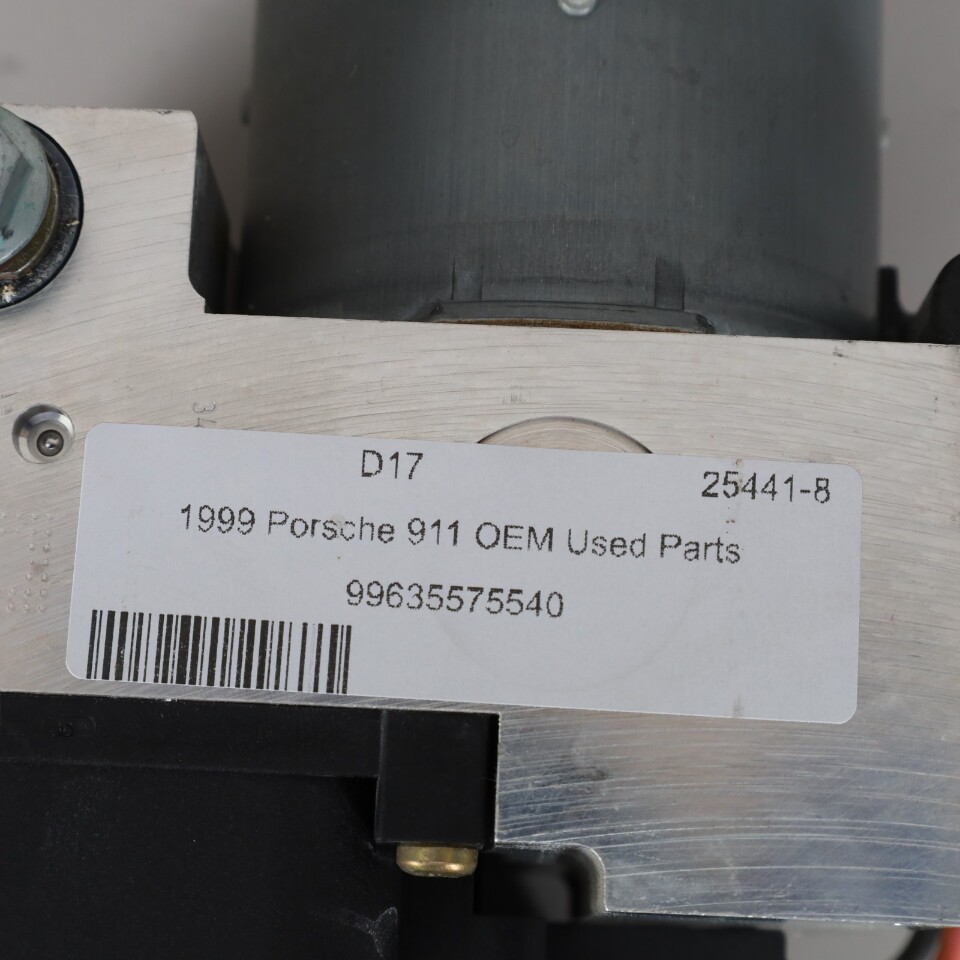 D17 25441-8
1999 Porsche 911 OEM Used Parts
99635575540